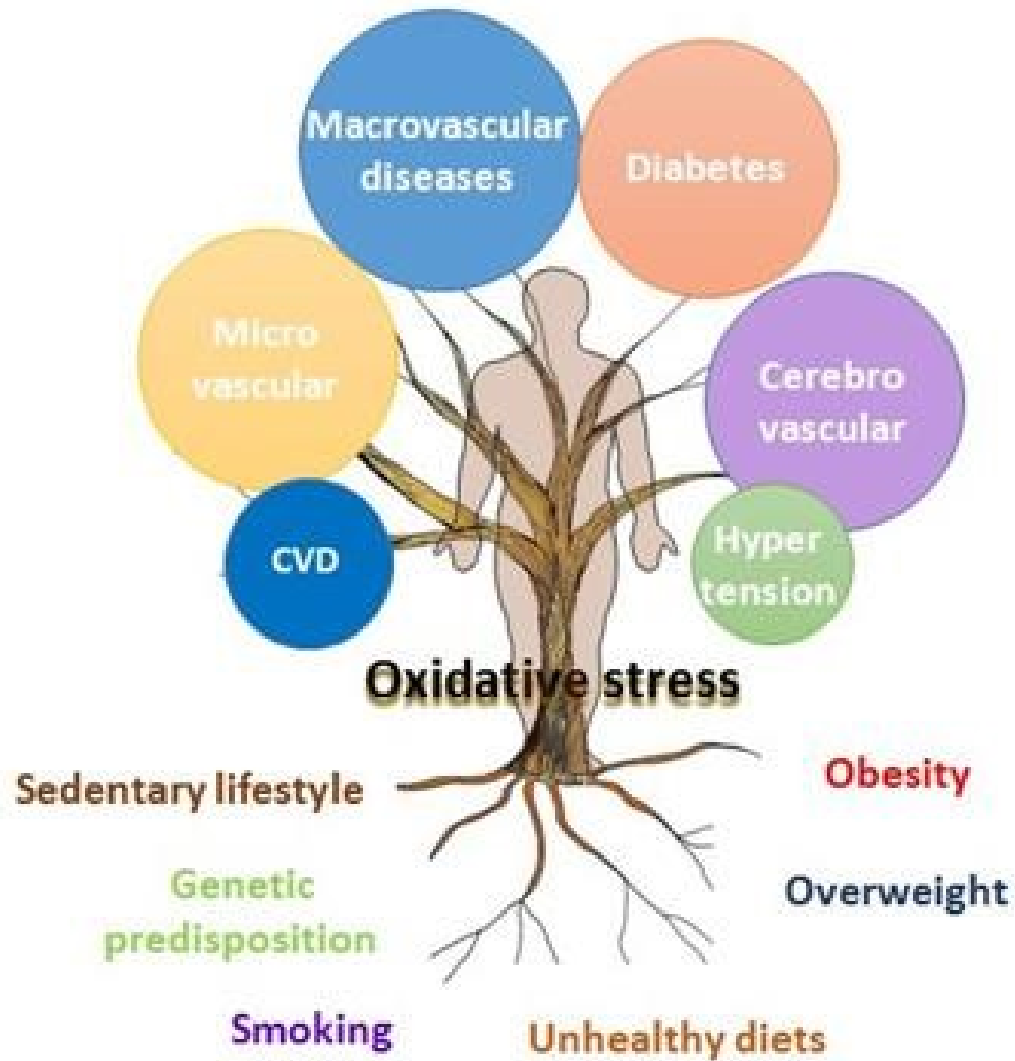 Macrovascular
diseases
Diabetes
Micro
vascular
Cerebro
vascular
CVD
Hyper
tension
Oxidative stress
Sedentary lifestyle
Obesity
Genetic
predisposition
Overweight
Smoking
Unhealthy diets